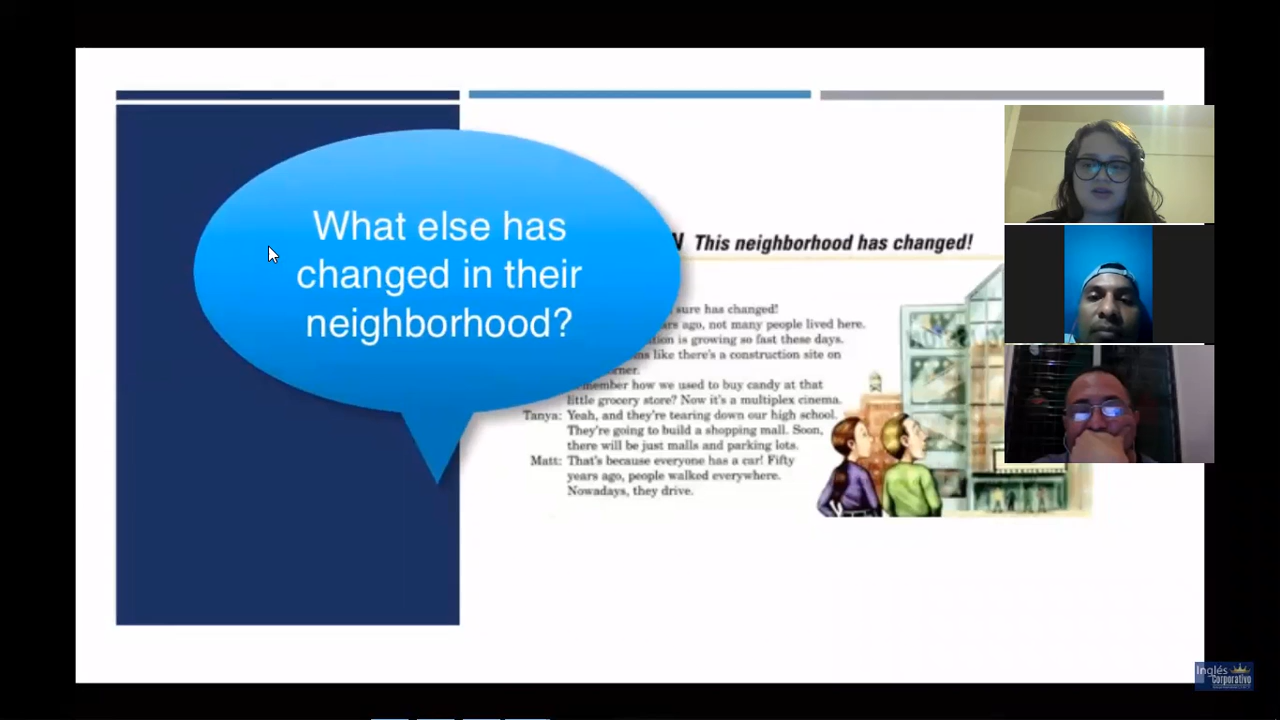 What else has
changed in their
neighborhood?
N This neighborhood has changed!
sure has changed!
ago, not many people lived here.
is growing so fast these days.
like there's a construction site on
how we used to buy candy at that
little grocery store? Now it's a multiplex cinema.
Tanya: Yeah, and they're tearing down our high school.
They're going to build a shopping mall. Soon,
there will be just malls and parking lots.
Matt: That's because everyone has a car! Fifty
years ago, people walked everywhere.
Nowadays, they drive.
Inglés
Corporativo